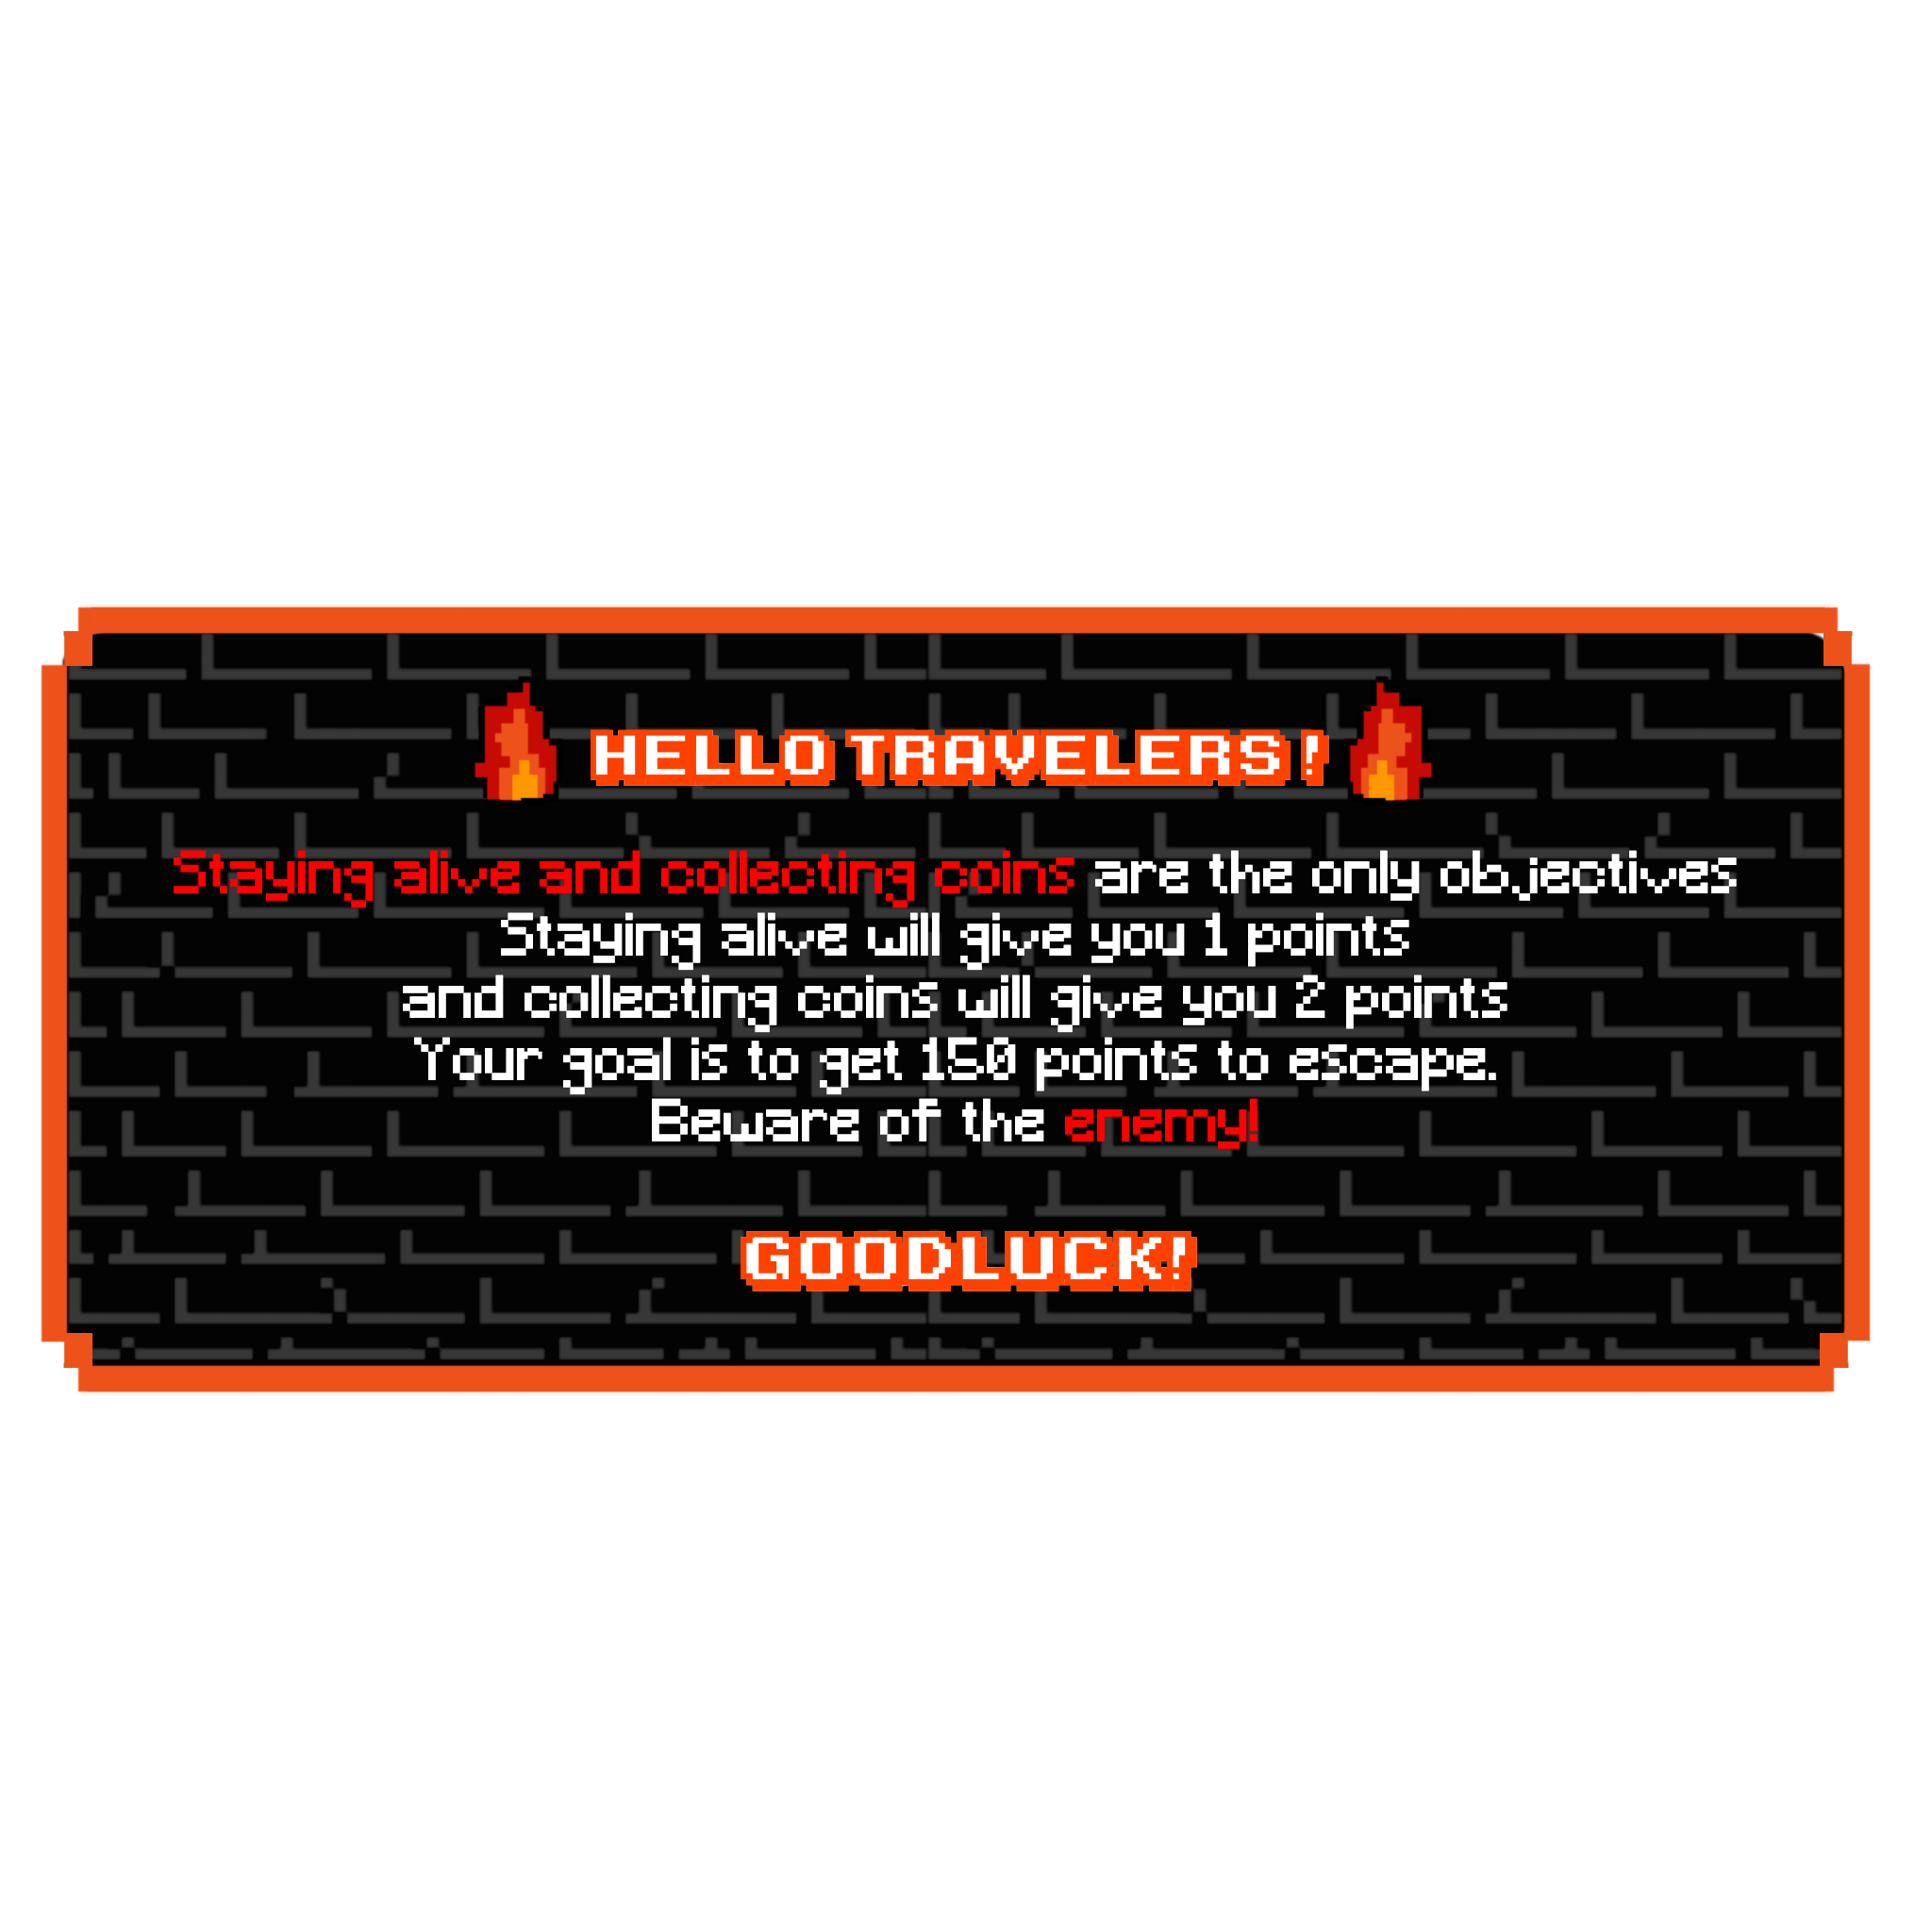 HELLO TRAVELERS!
Staying alive and collecting coins are the only objectives
Staying alive will give you 1 points
and collecting coins will give you 2 points
Your goal is to get 150 points to escape.
Beware of the enemy!
GOODLUCK!